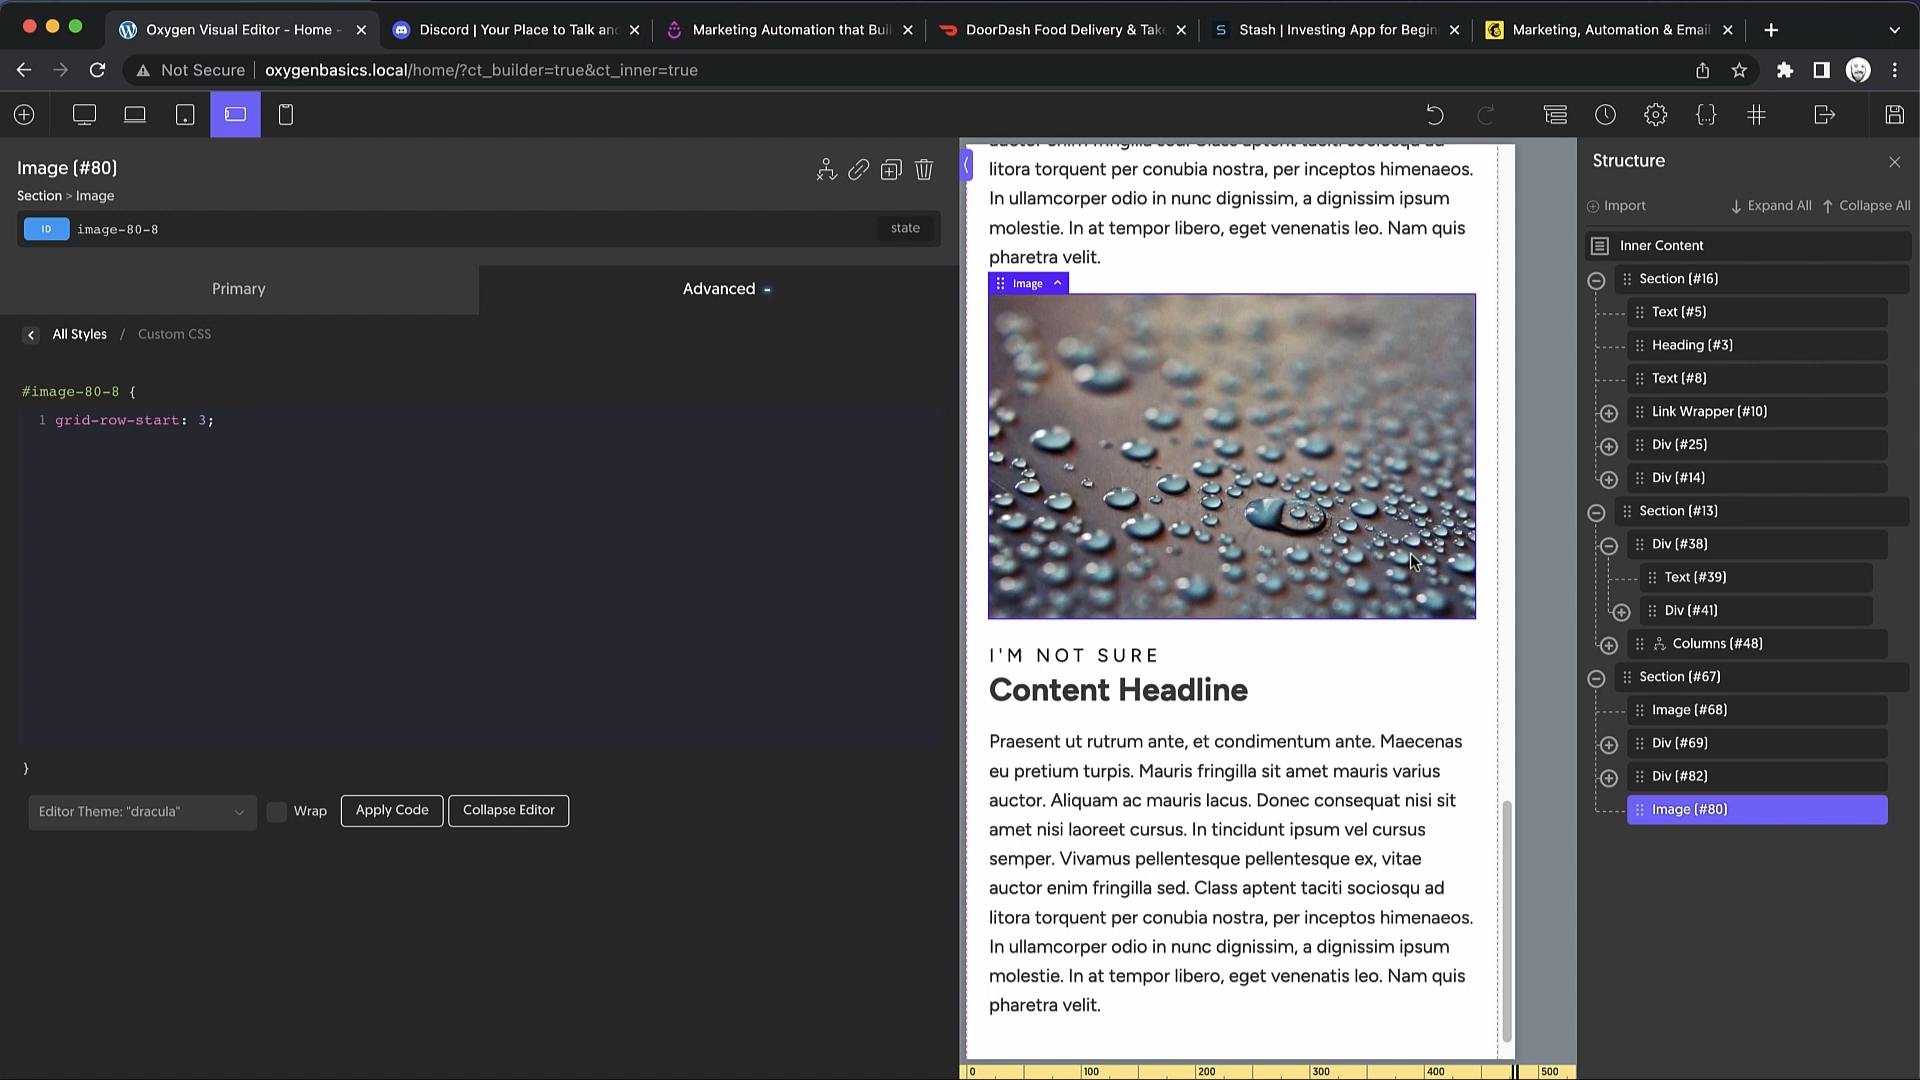 Oxygen Visual Editor - Home -
Discord | Your Place to Talk and
Marketing Automation that Buil
DoorDash Food Delivery & Take
S Stash | Investing App for Begin
Marketing, Automation & Email
Not Secure
oxygenbasics.local/home/?ct_builder=true&ct_inner=true
Image (#80)
Section > Image
ID image-80-8
state
Primary
Advanced
All Styles / Custom CSS
#image-80-8 {
1 grid-row-start: 3;
}
Editor Theme: "dracula"
Wrap
Apply Code
Collapse Editor
auctor enim fringilla sed. Class aptent taciti sociosqu ad
litora torquent per conubia nostra, per inceptos himenaeos.
In ullamcorper odio in nunc dignissim, a dignissim ipsum
molestie. In at tempor libero, eget venenatis leo. Nam quis
pharetra velit.
Image
I'M NOT SURE
Content Headline
Praesent ut rutrum ante, et condimentum ante. Maecenas
eu pretium turpis. Mauris fringilla sit amet mauris varius
auctor. Aliquam ac mauris lacus. Donec consequat nisi sit
amet nisi laoreet cursus. In tincidunt ipsum vel cursus
semper. Vivamus pellentesque pellentesque ex, vitae
auctor enim fringilla sed. Class aptent taciti sociosqu ad
litora torquent per conubia nostra, per inceptos himenaeos.
In ullamcorper odio in nunc dignissim, a dignissim ipsum
molestie. In at tempor libero, eget venenatis leo. Nam quis
pharetra velit.
0 100 200 300 400 500
Structure
Import
Expand All
Collapse All
Inner Content
Section (#16)
Text (#5)
Heading (#3)
Text (#8)
Link Wrapper (#10)
Div (#25)
Div (#14)
Section (#13)
Div (#38)
Text (#39)
Div (#41)
Columns (#48)
Section (#67)
Image (#68)
Div (#69)
Div (#82)
Image (#80)